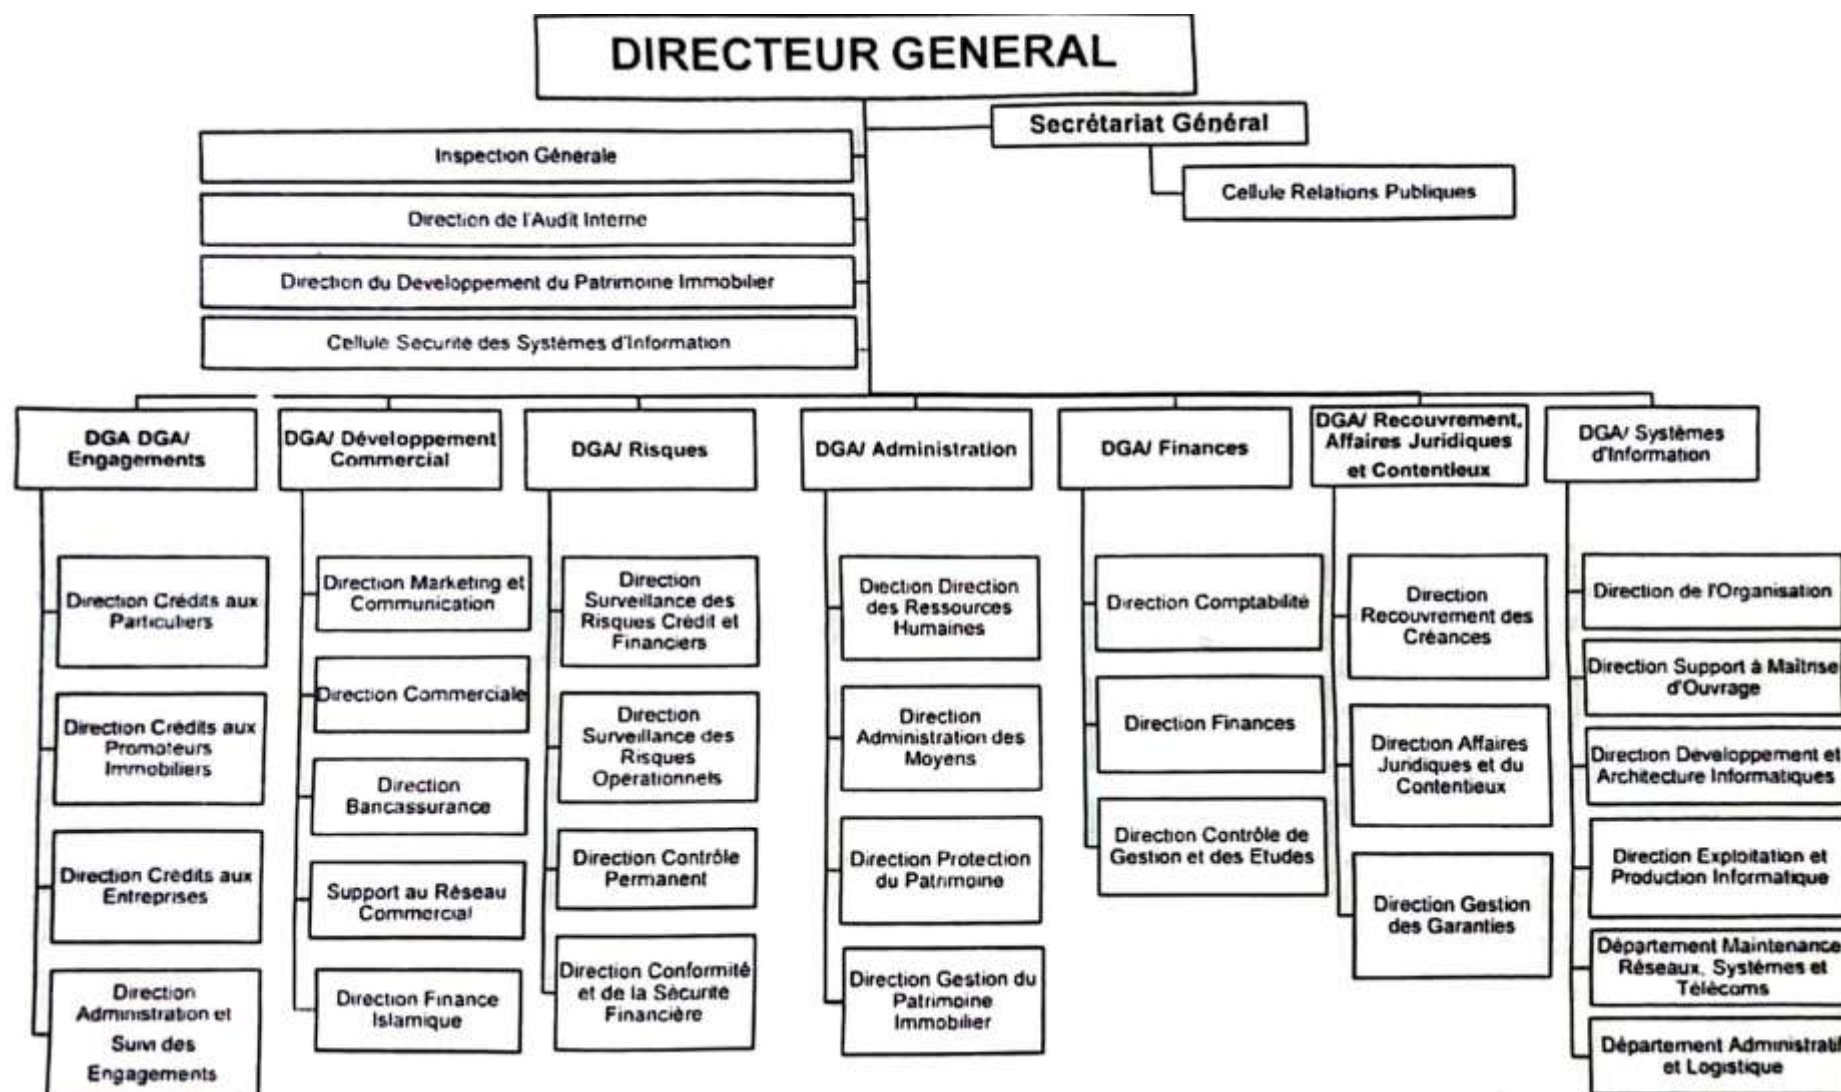 DIRECTEUR GENERAL
Secrétariat Général
Cellule Relations Publiques
Inspection Génerale
Direction de l'Audit Interne
Direction du Developpement du Patrimoine Immobilier
Cellule Securite des Systèmes d'Information
DGA DGA/
Engagements
DGA/ Développement
Commercial
DGA/ Risques
DGA/ Administration
DGA/ Finances
DGA/ Recouvrement,
Affaires Juridiques
et Contentieux
DGA/ Systèmes
d'Information
Direction Crédits aux
Particuliers
Direction Crédits aux
Promoteurs
Immobiliers
Direction Crédits aux
Entreprises
Direction
Administration et
Suivi des
Engagements
Direction Marketing et
Communication
Direction Commerciale
Direction
Bancassurance
Support au Réseau
Commercial
Direction Finance
Islamique
Direction
Surveillance des
Risques Crédit et
Financiers
Direction
Surveillance des
Risques
Opérationnels
Direction Contrôle
Permanent
Direction Conformité
et de la Sécurité
Financière
Diection Direction
des Ressources
Humaines
Direction
Administration des
Moyens
Direction Protection
du Patrimoine
Direction Gestion du
Patrimoine
Immobilier
Direction Comptabilité
Direction Finances
Direction Contrôle de
Gestion et des Etudes
Direction
Recouvrement des
Créances
Direction Affaires
Juridiques et du
Contentieux
Direction Gestion
des Garanties
Direction de l'Organisation
Direction Support à Maîtrise
d'Ouvrage
Direction Développement et
Architecture Informatiques
Direction Exploitation et
Production Informatique
Département Maintenance
Réseaux, Systèmes et
Télécoms
Département Administratif
et Logistique